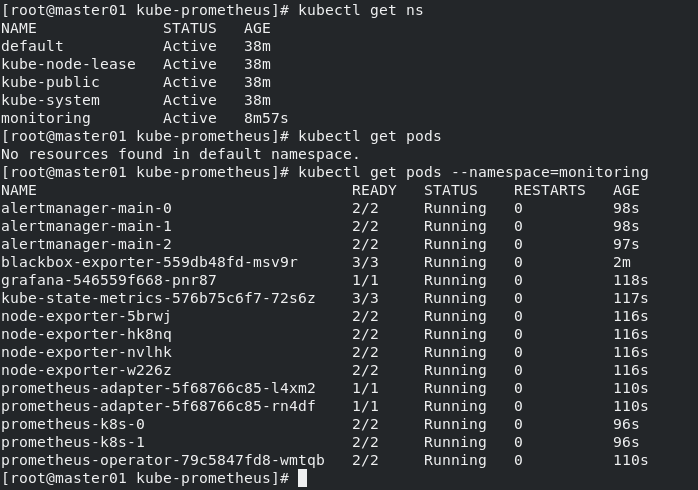 [root@master01 kube-prometheus]# kubectl get ns
NAME              STATUS   AGE
default           Active   38m
kube-node-lease   Active   38m
kube-public       Active   38m
kube-system       Active   38m
monitoring        Active   8m57s
[root@master01 kube-prometheus]# kubectl get pods
No resources found in default namespace.
[root@master01 kube-prometheus]# kubectl get pods --namespace=monitoring
NAME                                   READY   STATUS    RESTARTS   AGE
alertmanager-main-0                    2/2     Running   0          98s
alertmanager-main-1                    2/2     Running   0          98s
alertmanager-main-2                    2/2     Running   0          97s
blackbox-exporter-559db48fd-msv9r      3/3     Running   0          2m
grafana-546559f668-pnr87               1/1     Running   0          118s
kube-state-metrics-576b75c6f7-72s6z    3/3     Running   0          117s
node-exporter-5brwj                    2/2     Running   0          116s
node-exporter-hk8nq                    2/2     Running   0          116s
node-exporter-nvlhk                    2/2     Running   0          116s
node-exporter-w226z                    2/2     Running   0          116s
prometheus-adapter-5f68766c85-l4xm2    1/1     Running   0          110s
prometheus-adapter-5f68766c85-rn4df    1/1     Running   0          110s
prometheus-k8s-0                       2/2     Running   0          96s
prometheus-k8s-1                       2/2     Running   0          96s
prometheus-operator-79c5847fd8-wmtqb   2/2     Running   0          110s
[root@master01 kube-prometheus]#